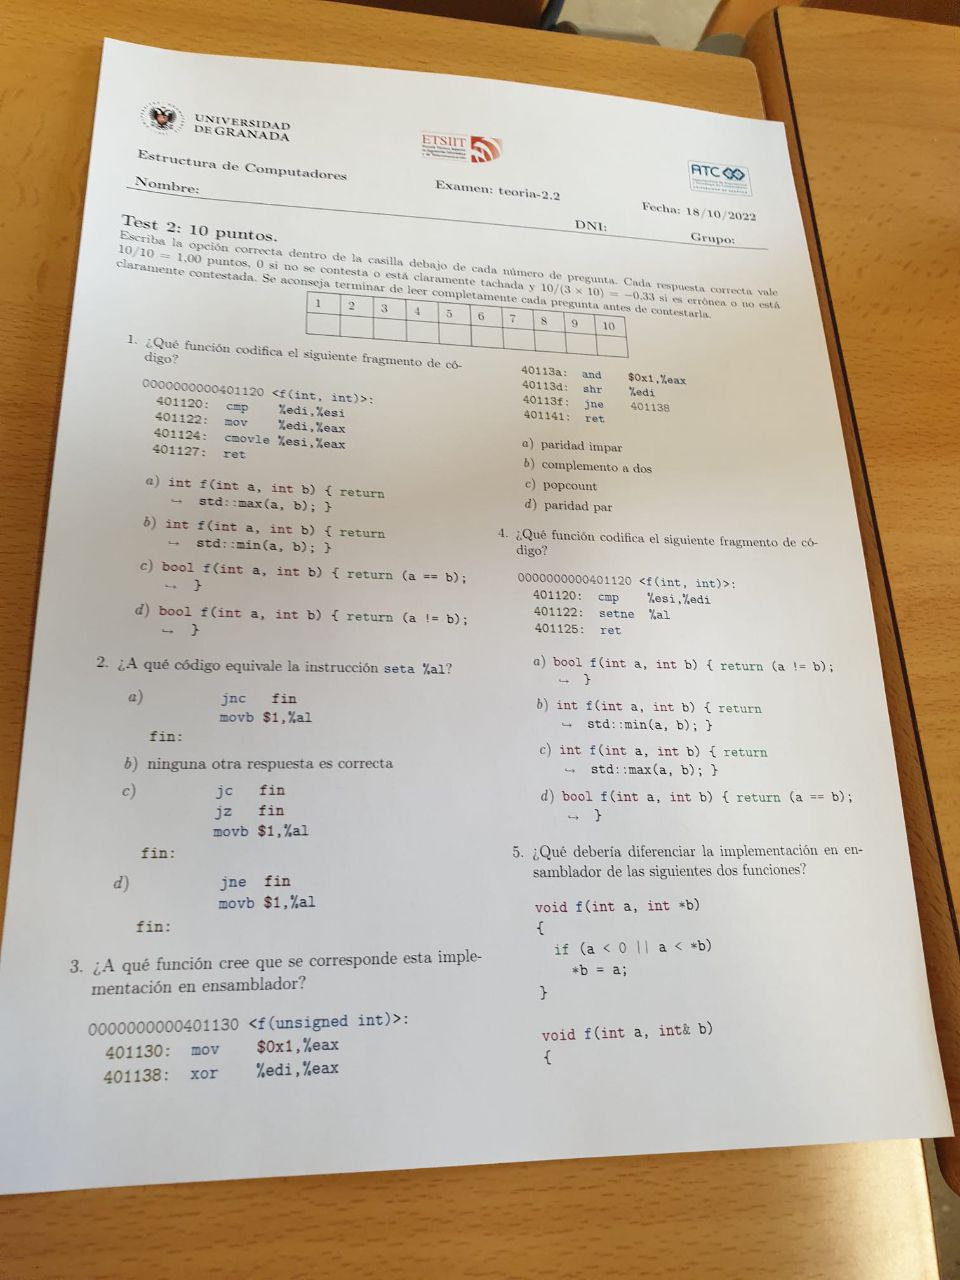 UNIVERSIDAD
DE GRANADA
ETSIIT
ATC
Estructura de Computadores
Examen: teoria-2.2
Fecha: 18/10/2022
Nombre:
DNI:
Grupo:
Test 2: 10 puntos.
Escriba la opción correcta dentro de la casilla debajo de cada número de pregunta. Cada respuesta correcta vale
10/10 = 1,00 puntos, 0 si no se contesta o está claramente tachada y 10/(3 × 10) = −0,33 si es errónea o no está
claramente contestada. Se aconseja terminar de leer completamente cada pregunta antes de contestarla.
1 2 3 4 5 6 7 8 9 10
1. ¿Qué función codifica el siguiente fragmento de có-
digo?
0000000000401120 <f(int, int)>:
401120: cmp %edi,%esi
401122: mov %edi,%eax
401124: cmovle %esi,%eax
401127: ret
a) int f(int a, int b) { return
↪ std::max(a, b); }
b) int f(int a, int b) { return
↪ std::min(a, b); }
c) bool f(int a, int b) { return (a == b);
↪ }
d) bool f(int a, int b) { return (a != b);
↪ }
2. ¿A qué código equivale la instrucción seta %al?
a) jnc fin
movb $1,%al
fin:
b) ninguna otra respuesta es correcta
c) jc fin
jz fin
movb $1,%al
fin:
d) jne fin
movb $1,%al
fin:
3. ¿A qué función cree que se corresponde esta imple-
mentación en ensamblador?
0000000000401130 <f(unsigned int)>:
401130: mov $0x1,%eax
401138: xor %edi,%eax
40113a: and $0x1,%eax
40113d: shr %edi
40113f: jne 401138
401141: ret
a) paridad impar
b) complemento a dos
c) popcount
d) paridad par
4. ¿Qué función codifica el siguiente fragmento de có-
digo?
0000000000401120 <f(int, int)>:
401120: cmp %esi,%edi
401122: setne %al
401125: ret
a) bool f(int a, int b) { return (a != b);
↪ }
b) int f(int a, int b) { return
↪ std::min(a, b); }
c) int f(int a, int b) { return
↪ std::max(a, b); }
d) bool f(int a, int b) { return (a == b);
↪ }
5. ¿Qué debería diferenciar la implementación en en-
samblador de las siguientes dos funciones?
void f(int a, int *b)
{
if (a < 0 || a < *b)
*b = a;
}
void f(int a, int& b)
{